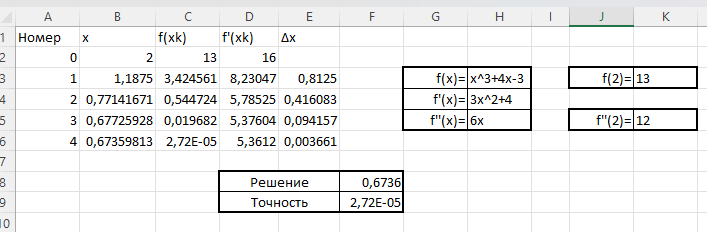 A B C D E F G H I J K
1 Номер x f(xk) f'(xk) Δx
2 0 2 13 16
3 1 1,1875 3,424561 8,23047 0,8125 f(x)= x^3+4x-3 f(2)= 13
4 2 0,77141671 0,544724 5,78525 0,416083 f'(x)= 3x^2+4
5 3 0,67725928 0,019682 5,37604 0,094157 f''(x)= 6x f''(2)= 12
6 4 0,67359813 2,72E-05 5,3612 0,003661
7
8 Решение 0,6736
9 Точность 2,72E-05
10